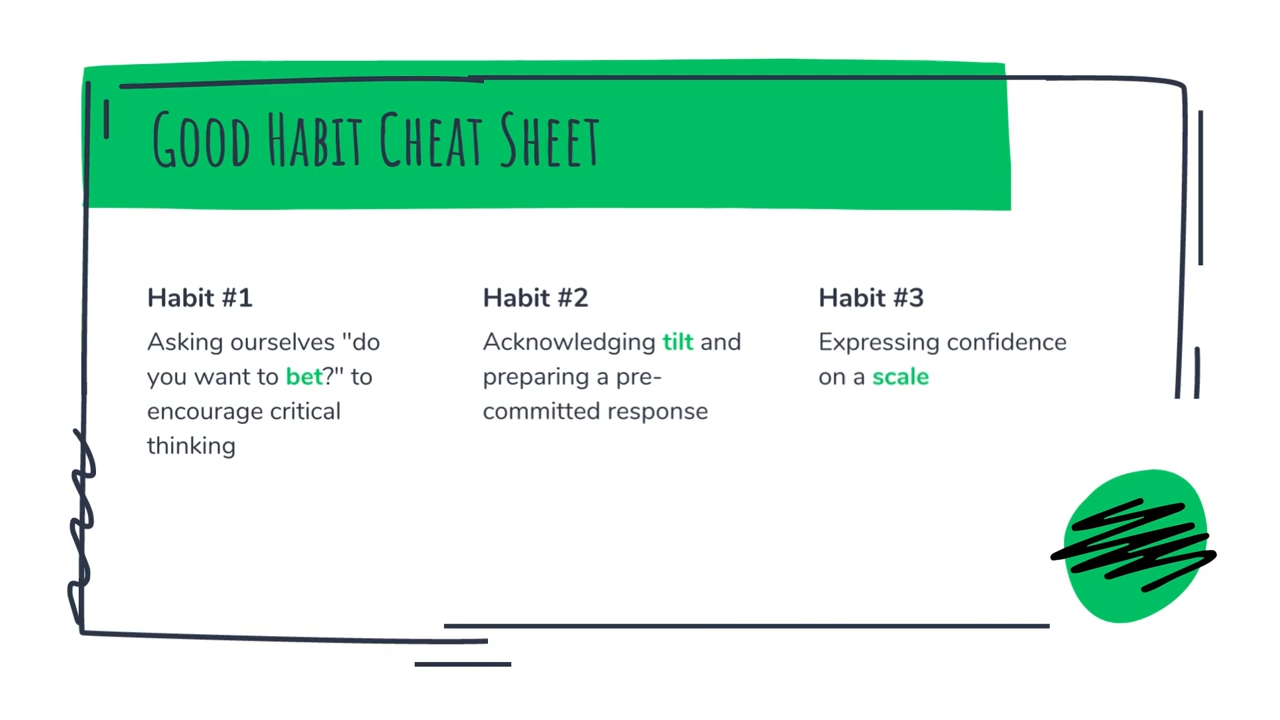 Good Habit Cheat Sheet
Habit #1
Asking ourselves "do
you want to bet?" to
encourage critical
thinking
Habit #2
Acknowledging tilt and
preparing a pre-
committed response
Habit #3
Expressing confidence
on a scale